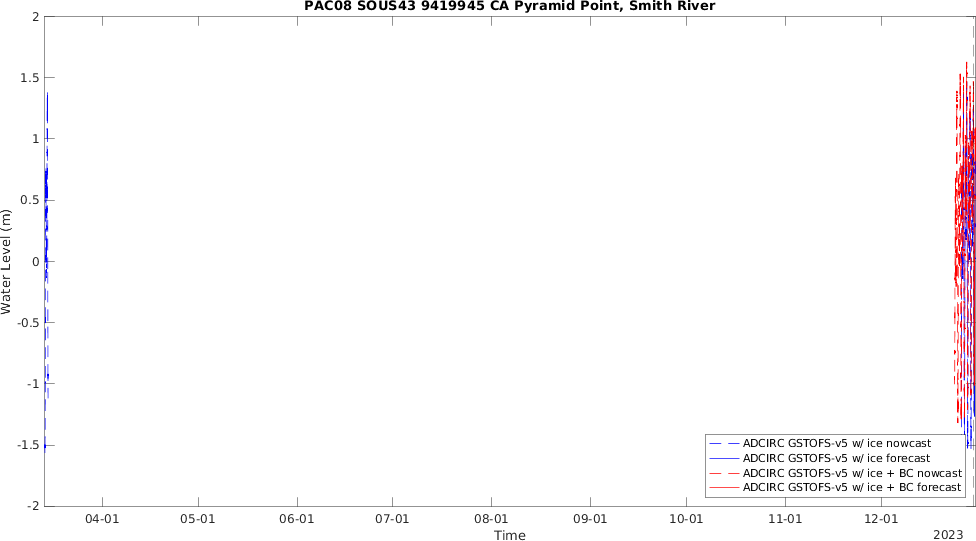 PAC08 SOUS43 9419945 CA Pyramid Point, Smith River
2
1.5
1
0.5
0
-0.5
-1
-1.5
-2
Water Level (m)
04-01 05-01 06-01 07-01 08-01 09-01 10-01 11-01 12-01
Time
2023
ADCIRC GSTOFS-v5 w/ ice nowcast
ADCIRC GSTOFS-v5 w/ ice forecast
ADCIRC GSTOFS-v5 w/ ice + BC nowcast
ADCIRC GSTOFS-v5 w/ ice + BC forecast